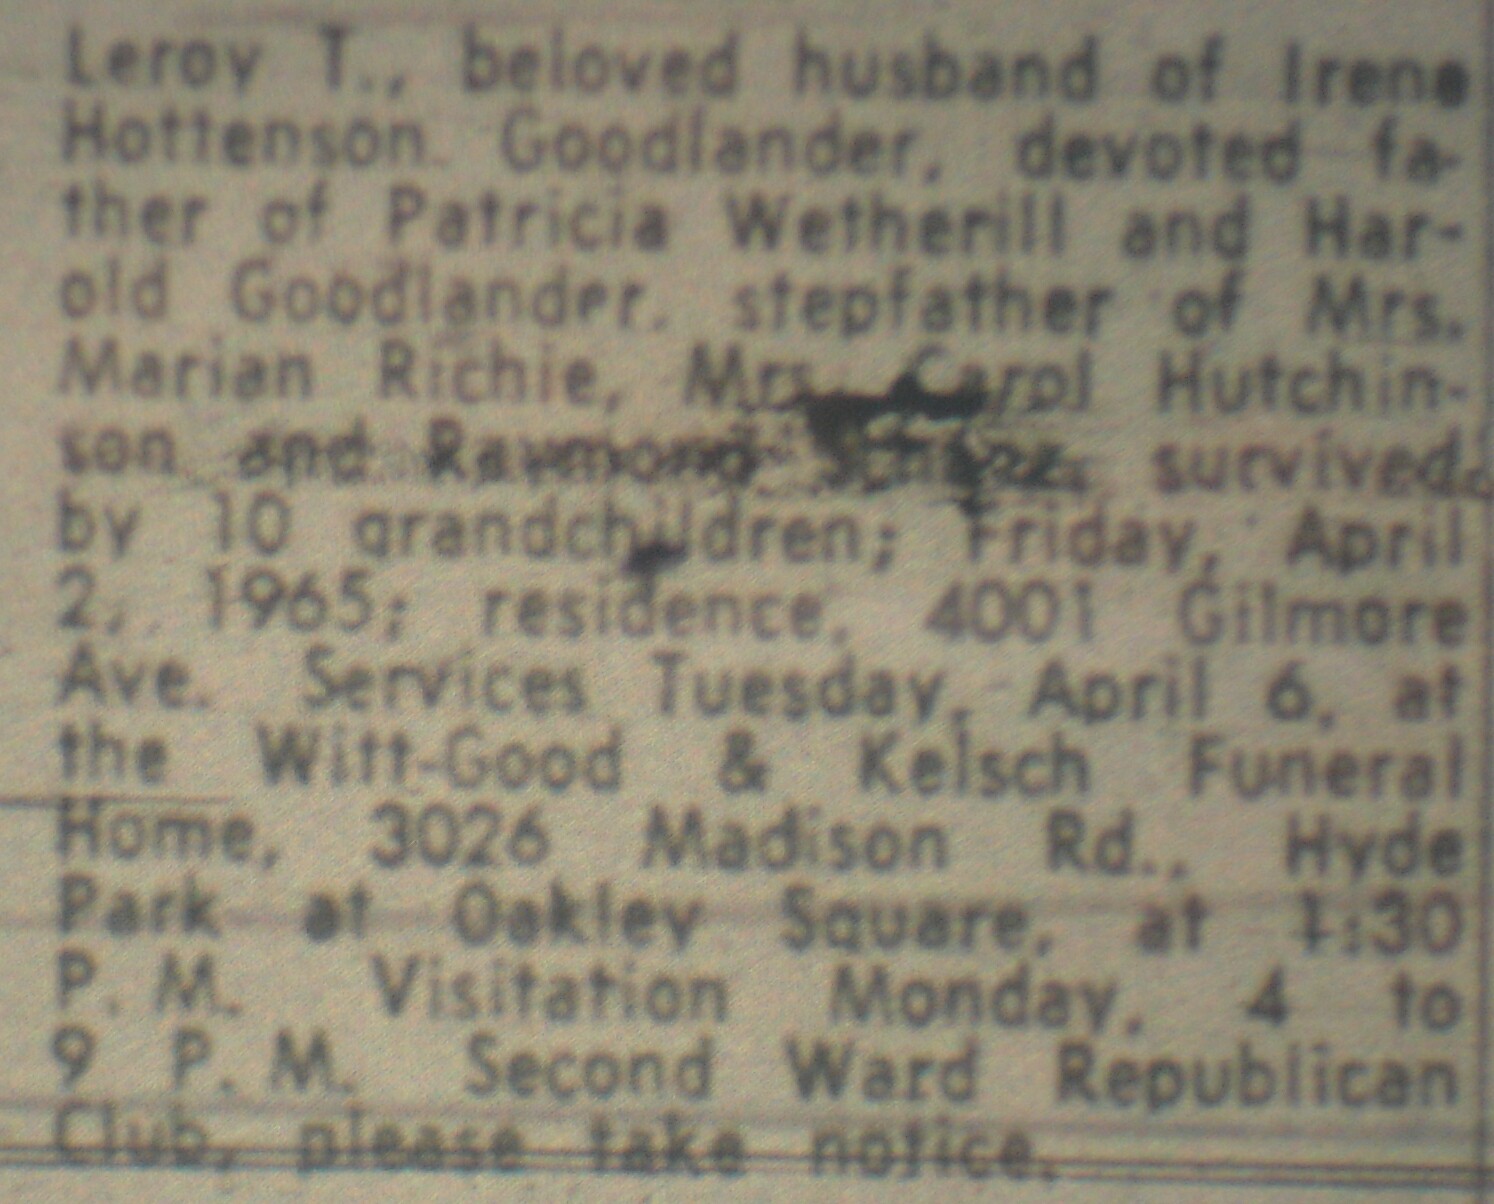 Leroy T., beloved husband of Irene
Hottenson Goodlander, devoted fa-
ther of Patricia Wetherill and Har-
old Goodlander, stepfather of Mrs.
Marian Richie, Mrs. Carol Hutchin-
son and Raymond survived
by 10 grandchildren; Friday, April
2, 1965; residence, 4001 Gilmore
Ave. Services Tuesday, April 6, at
the Witt-Good & Kelsch Funeral
Home, 3026 Madison Rd., Hyde
Park at Oakley Square, at 1:30
P. M. Visitation Monday, 4 to
9 P. M. Second Ward Republican
Club, please take notice.